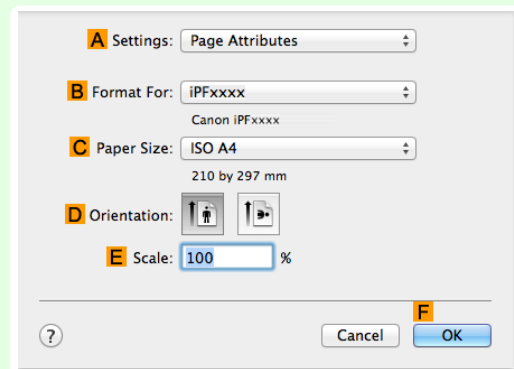 A Settings: Page Attributes
B Format For: iPFxxxx
Canon iPFxxxx
C Paper Size: ISO A4
210 by 297 mm
D Orientation:
E Scale: 100 %
F
? Cancel OK